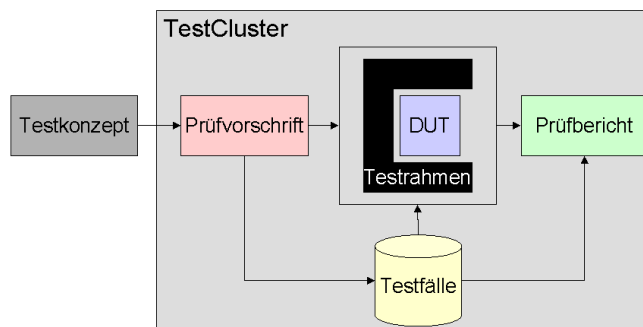 TestCluster
Testkonzept
Prüfvorschrift
DUT
Prüfbericht
Testrahmen
Testfälle